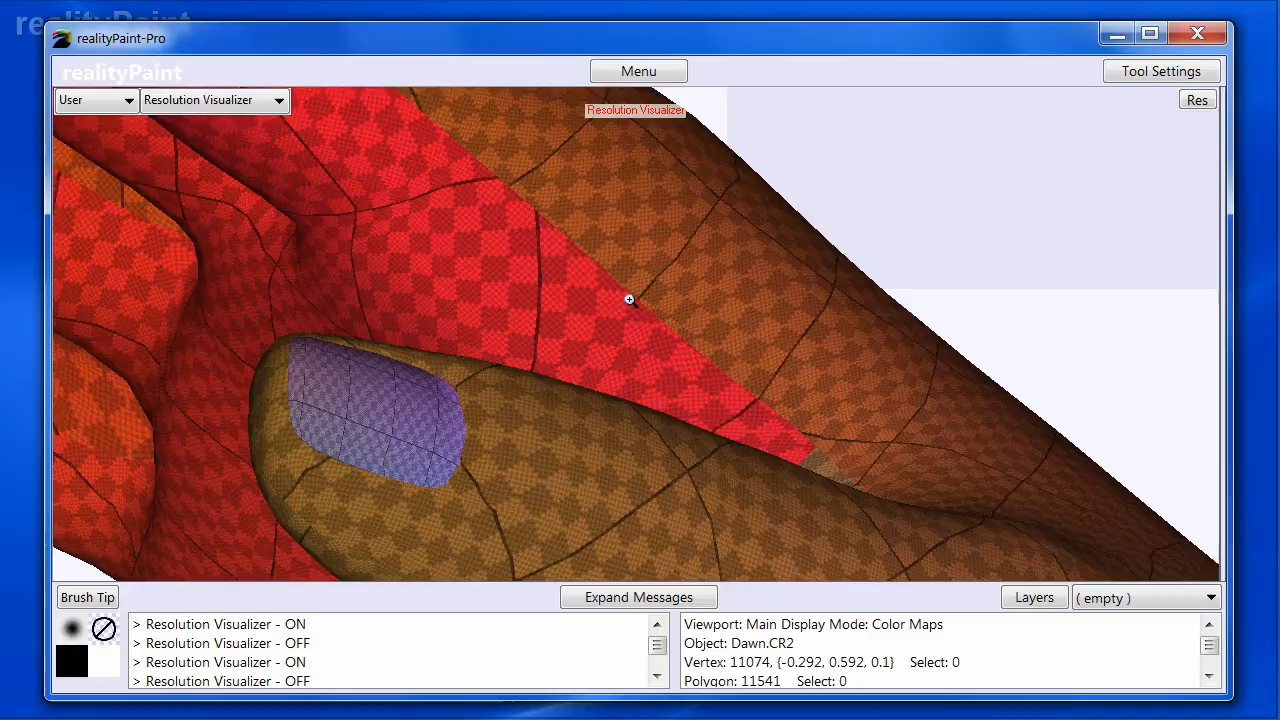 realityPaint
realityPaint-Pro
realityPaint
Menu
Tool Settings
User
Resolution Visualizer
Resolution Visualizer
Res
Brush Tip
Expand Messages
Layers
( empty )
> Resolution Visualizer - ON
> Resolution Visualizer - OFF
> Resolution Visualizer - ON
> Resolution Visualizer - OFF
Viewport: Main Display Mode: Color Maps
Object: Dawn.CR2
Vertex: 11074, {-0.292, 0.592, 0.1} Select: 0
Polygon: 11541 Select: 0